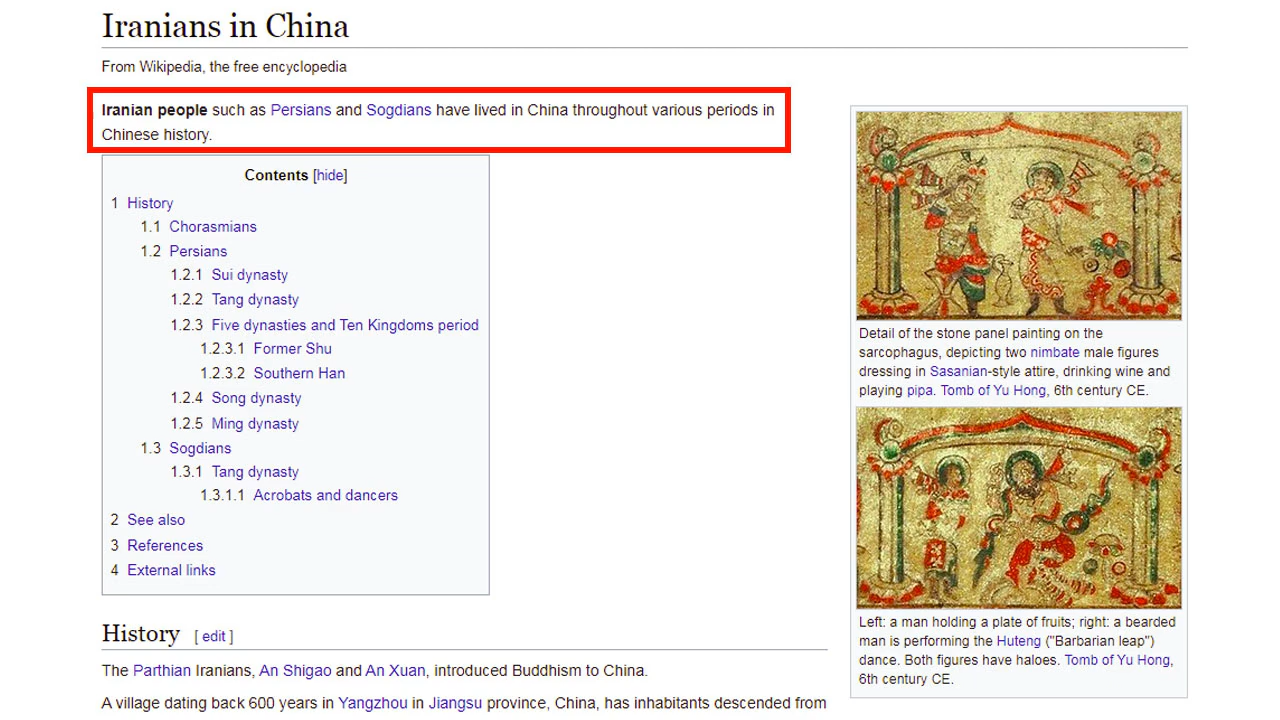 Iranians in China
From Wikipedia, the free encyclopedia
Iranian people such as Persians and Sogdians have lived in China throughout various periods in
Chinese history.
Contents [hide]
1 History
1.1 Chorasmians
1.2 Persians
1.2.1 Sui dynasty
1.2.2 Tang dynasty
1.2.3 Five dynasties and Ten Kingdoms period
1.2.3.1 Former Shu
1.2.3.2 Southern Han
1.2.4 Song dynasty
1.2.5 Ming dynasty
1.3 Sogdians
1.3.1 Tang dynasty
1.3.1.1 Acrobats and dancers
2 See also
3 References
4 External links
Detail of the stone panel painting on the
sarcophagus, depicting two nimbate male figures
dressing in Sasanian-style attire, drinking wine and
playing pipa. Tomb of Yu Hong, 6th century CE.
Left: a man holding a plate of fruits; right: a bearded
man is performing the Huteng ("Barbarian leap")
dance. Both figures have haloes. Tomb of Yu Hong,
6th century CE.
History [ edit ]
The Parthian Iranians, An Shigao and An Xuan, introduced Buddhism to China.
A village dating back 600 years in Yangzhou in Jiangsu province, China, has inhabitants descended from